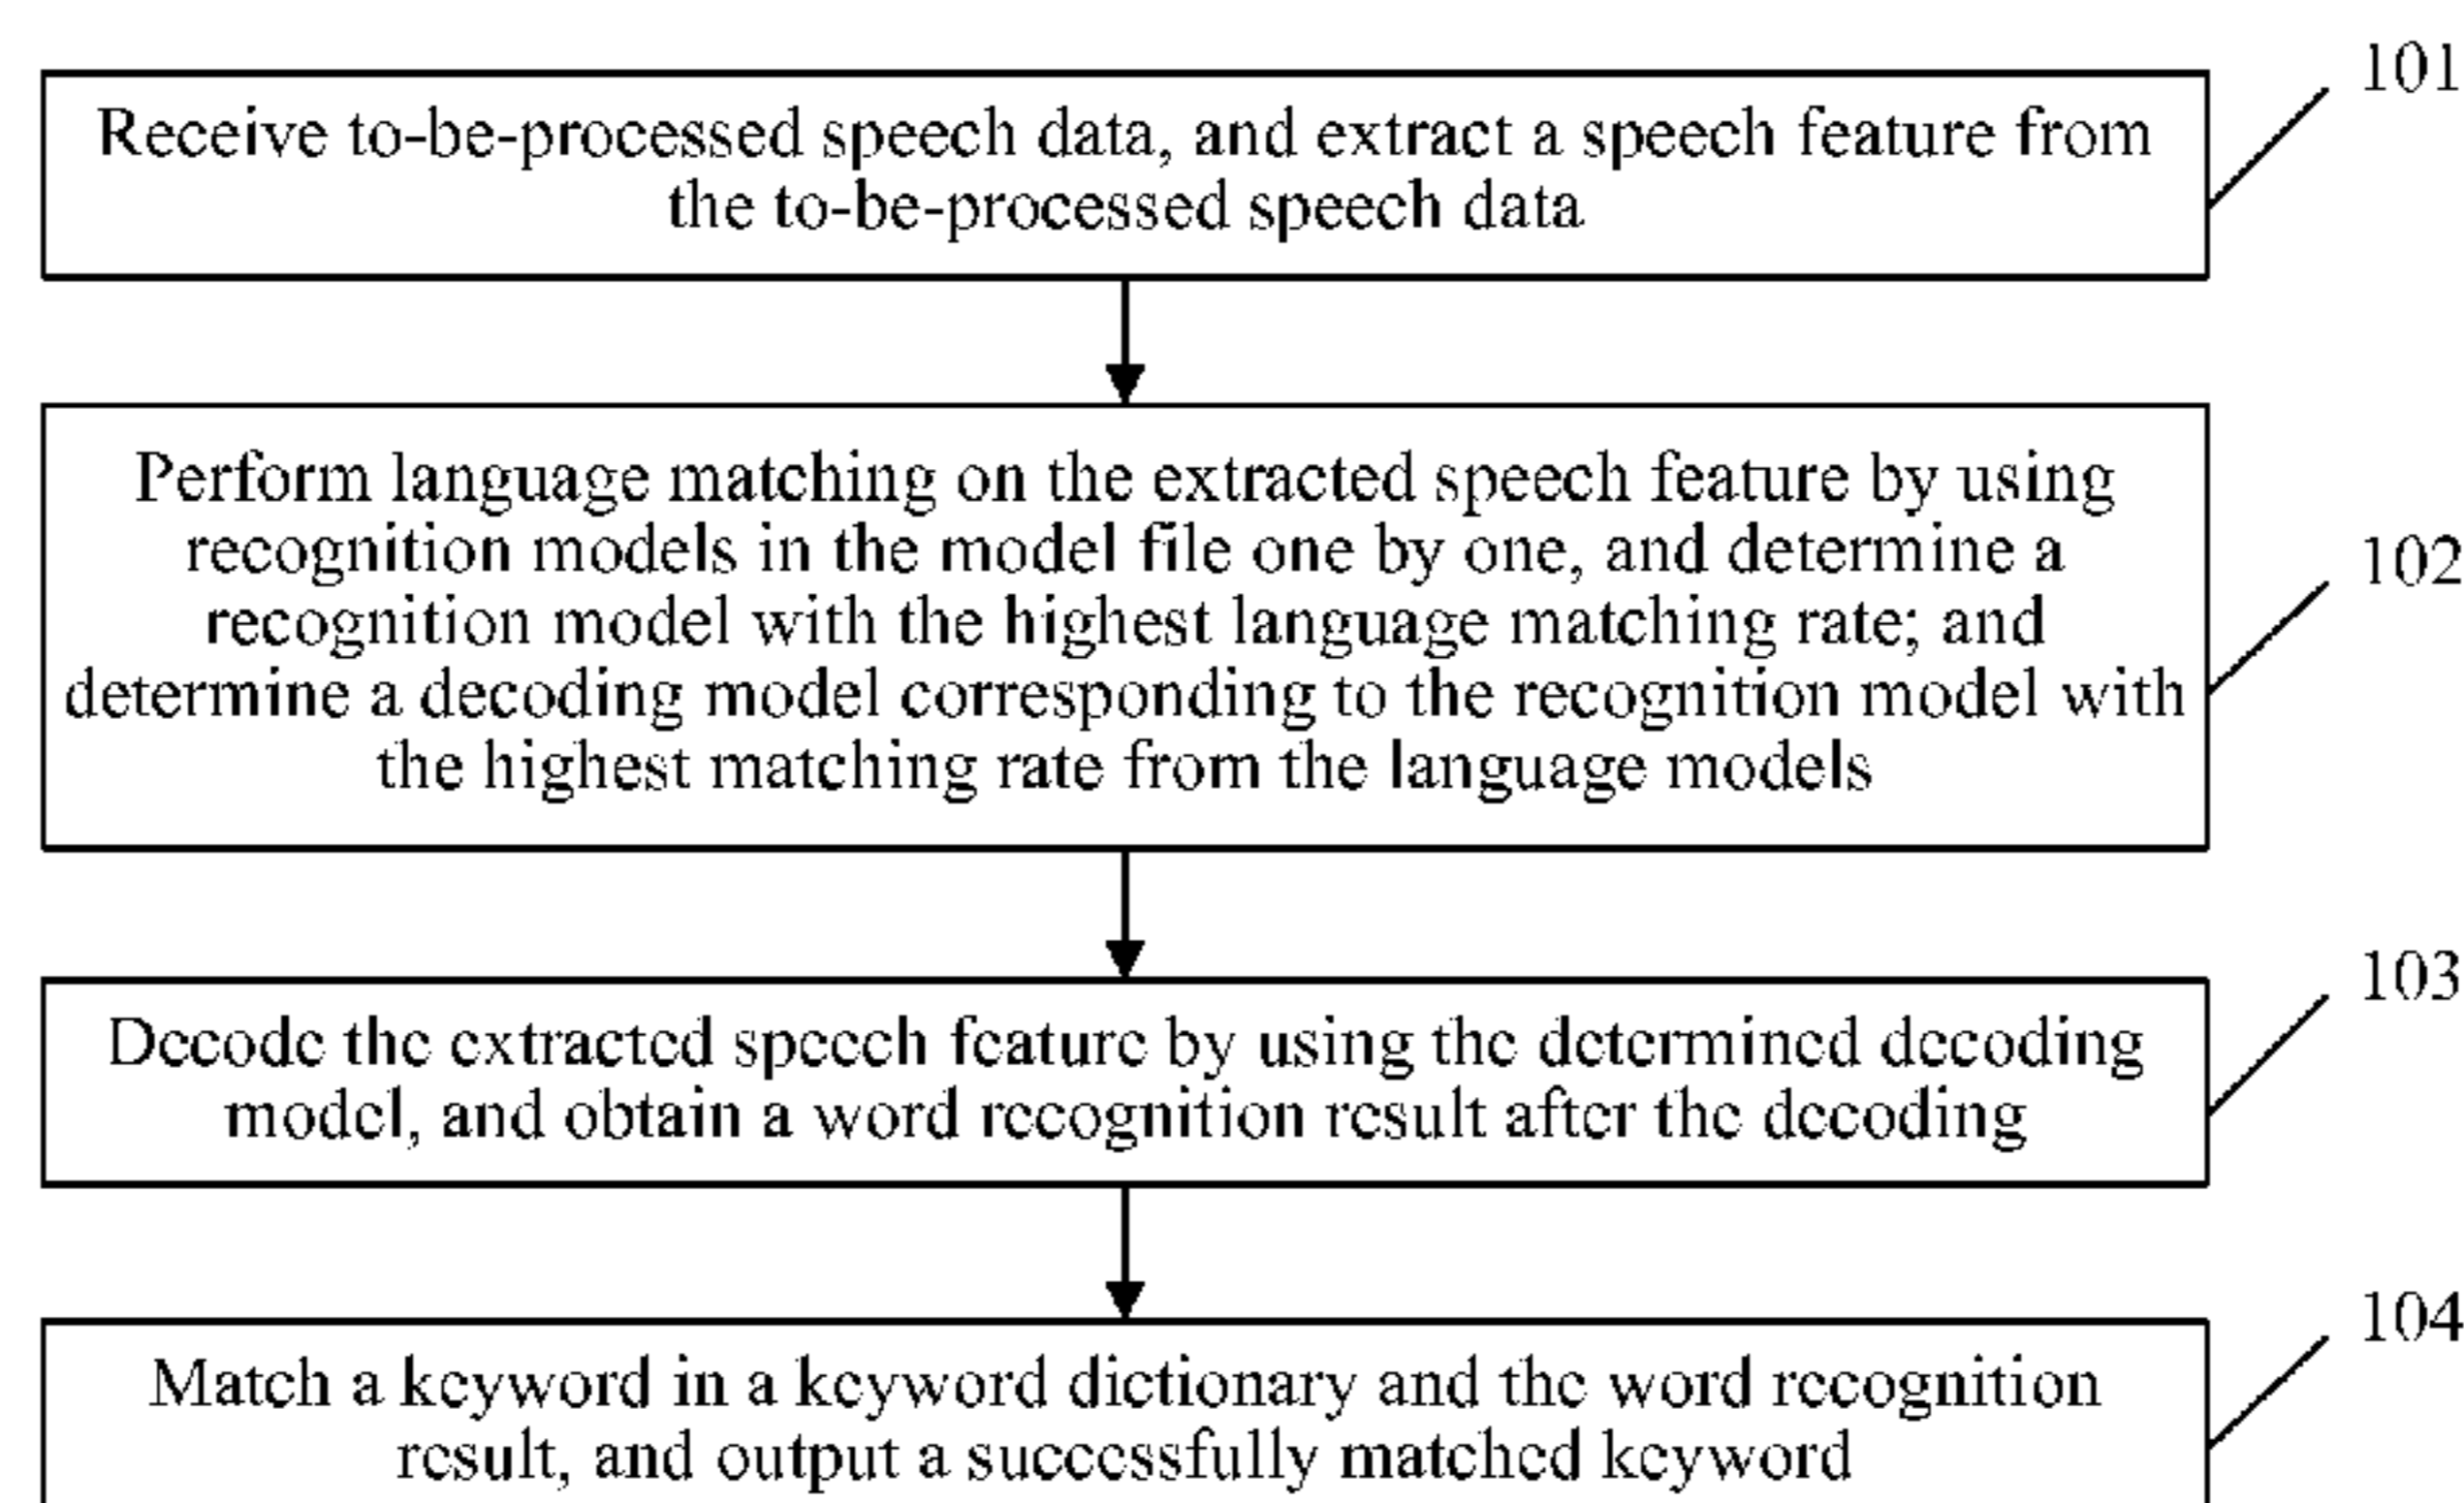 101
Receive to-be-processed speech data, and extract a speech feature from
the to-be-processed speech data
Perform language matching on the extracted speech feature by using
recognition models in the model file one by one, and determine a
102
recognition model with the highest language matching rate; and
determine a decoding model corresponding to the recognition model with
the highest matching rate from the language models
103
Decode the extracted speech feature by using the determined decoding
model, and obtain a word recognition result after the decoding
104
Match a keyword in a keyword dictionary and the word recognition
result, and output a successfully matched keyword